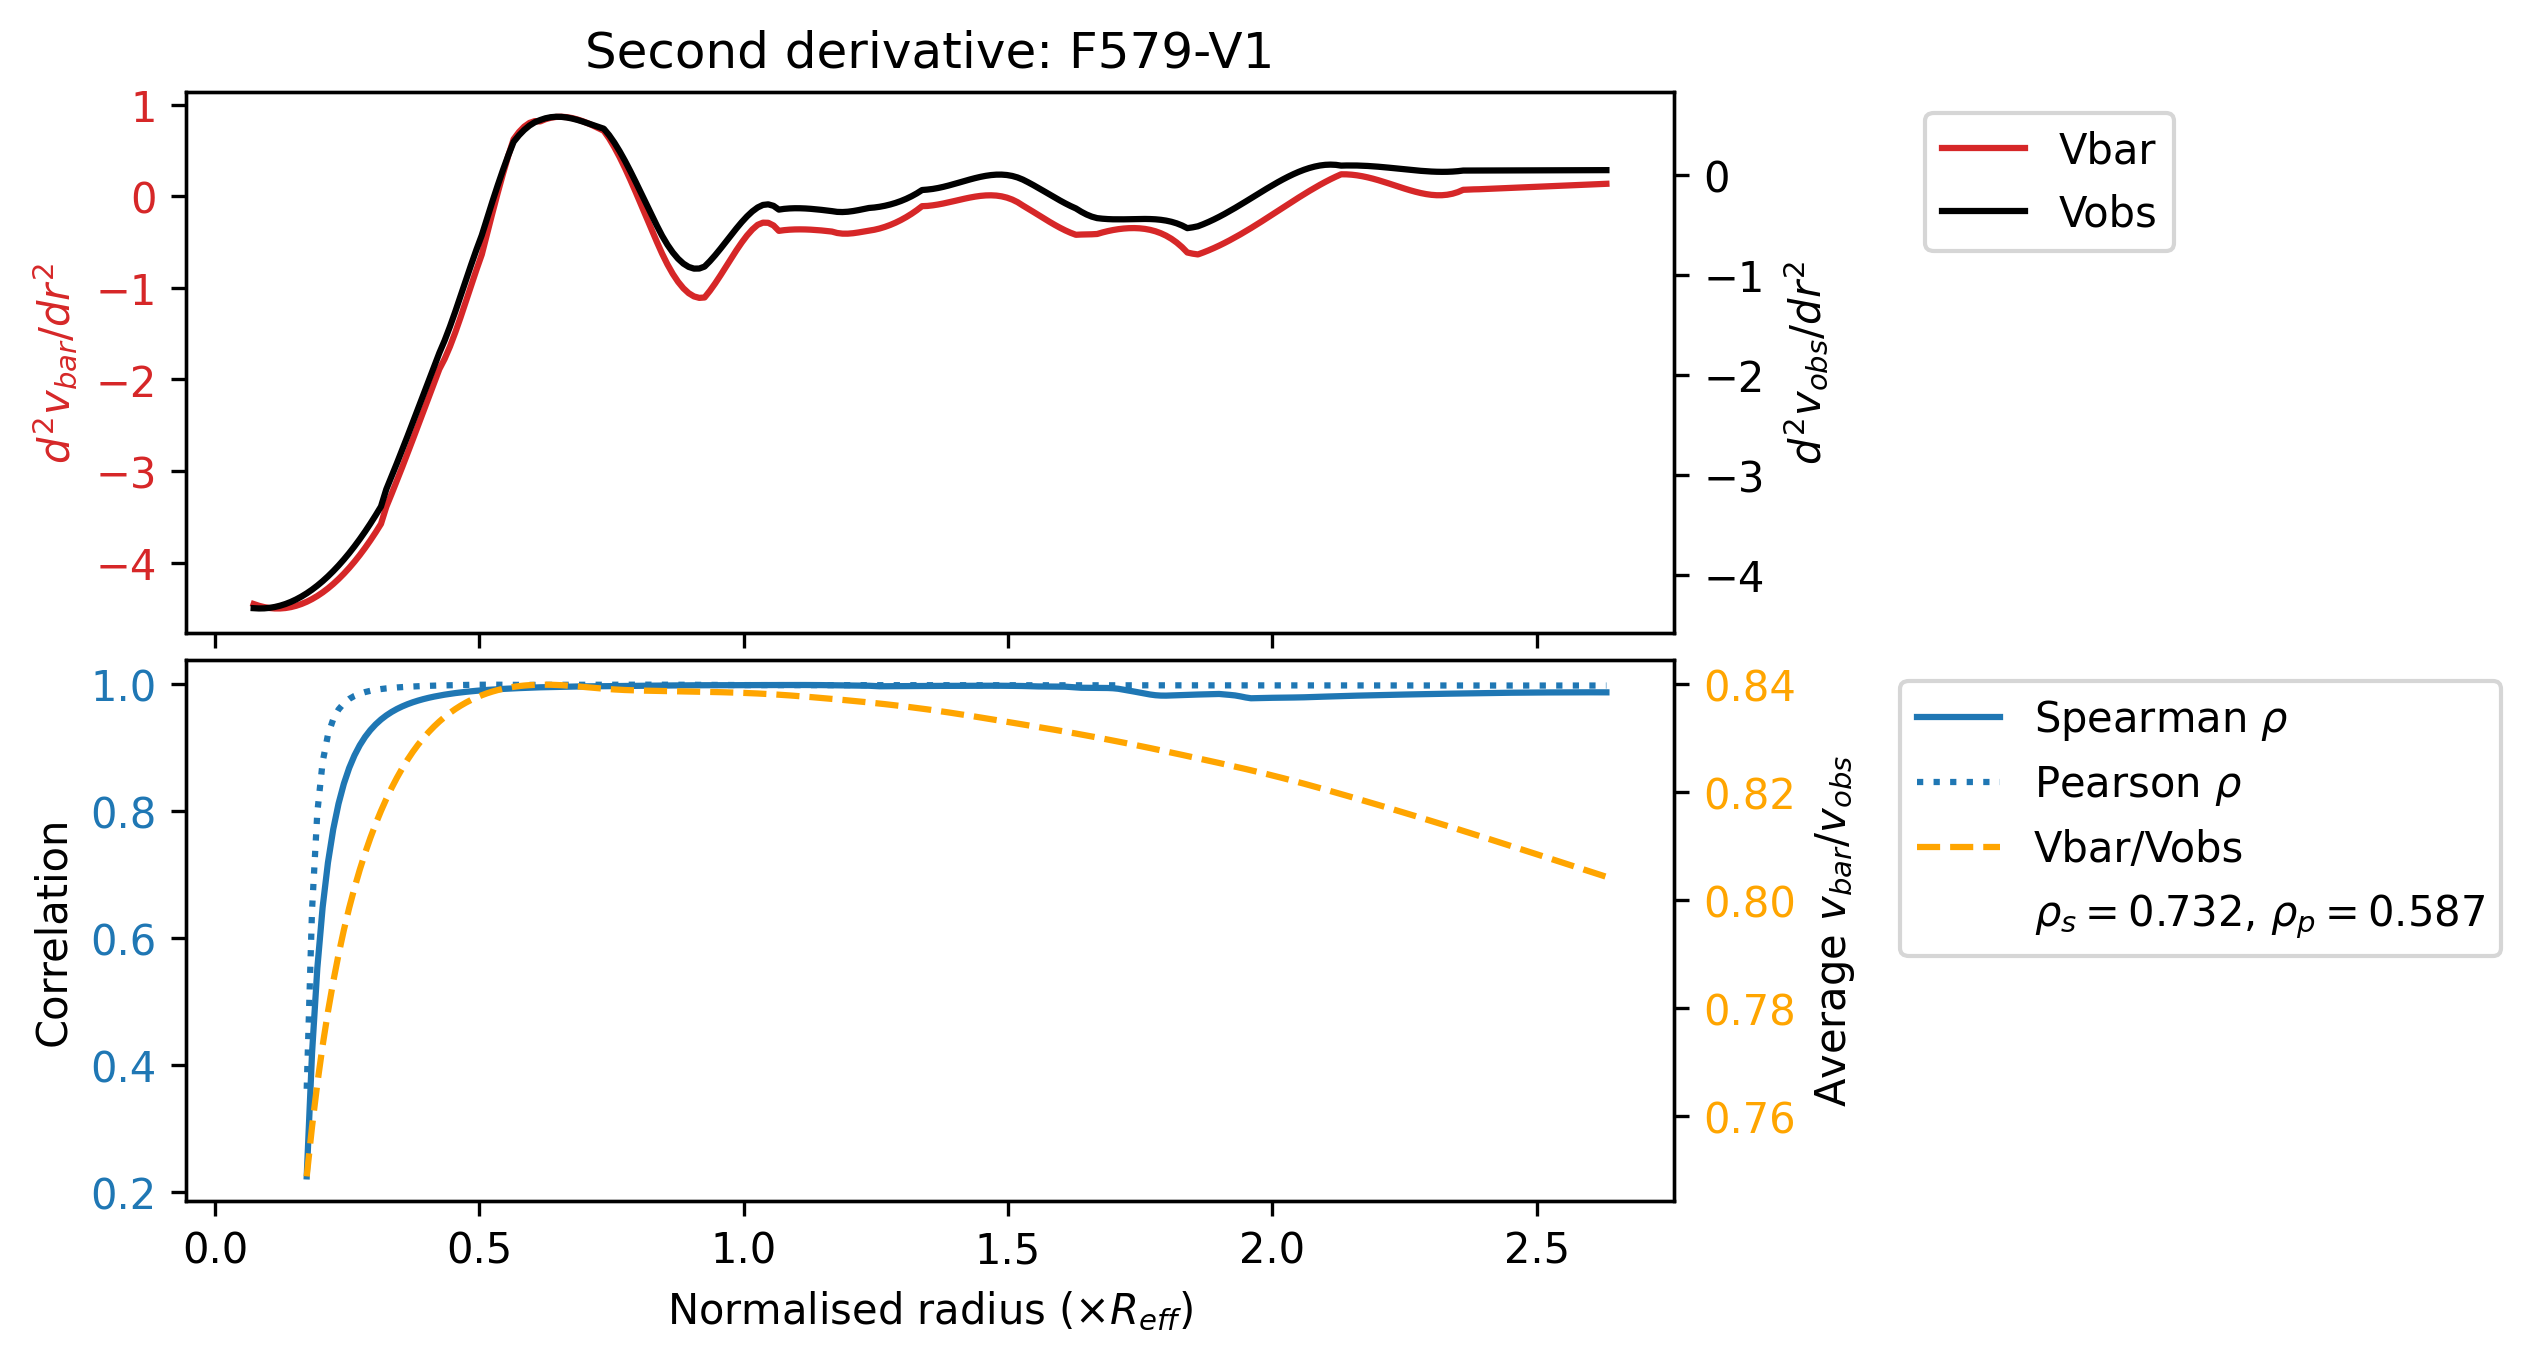 Second derivative: F579-V1
1
0
−1
−2
−3
−4
d²v_bar/dr²
0
−1
−2
−3
−4
d²v_obs/dr²
Vbar
Vobs
1.0
0.8
0.6
0.4
0.2
Correlation
0.84
0.82
0.80
0.78
0.76
Average v_bar/v_obs
Spearman ρ
Pearson ρ
Vbar/Vobs
ρ_s = 0.732, ρ_p = 0.587
0.0 0.5 1.0 1.5 2.0 2.5
Normalised radius (×R_eff)